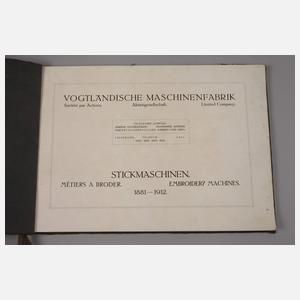 VOGTLÄNDISCHE MASCHINENFABRIK
Société par Actions. Aktiengesellschaft. Limited Company.
STICKMASCHINEN.
MÉTIERS A BRODER. EMBROIDERY MACHINES.
1881—1912.